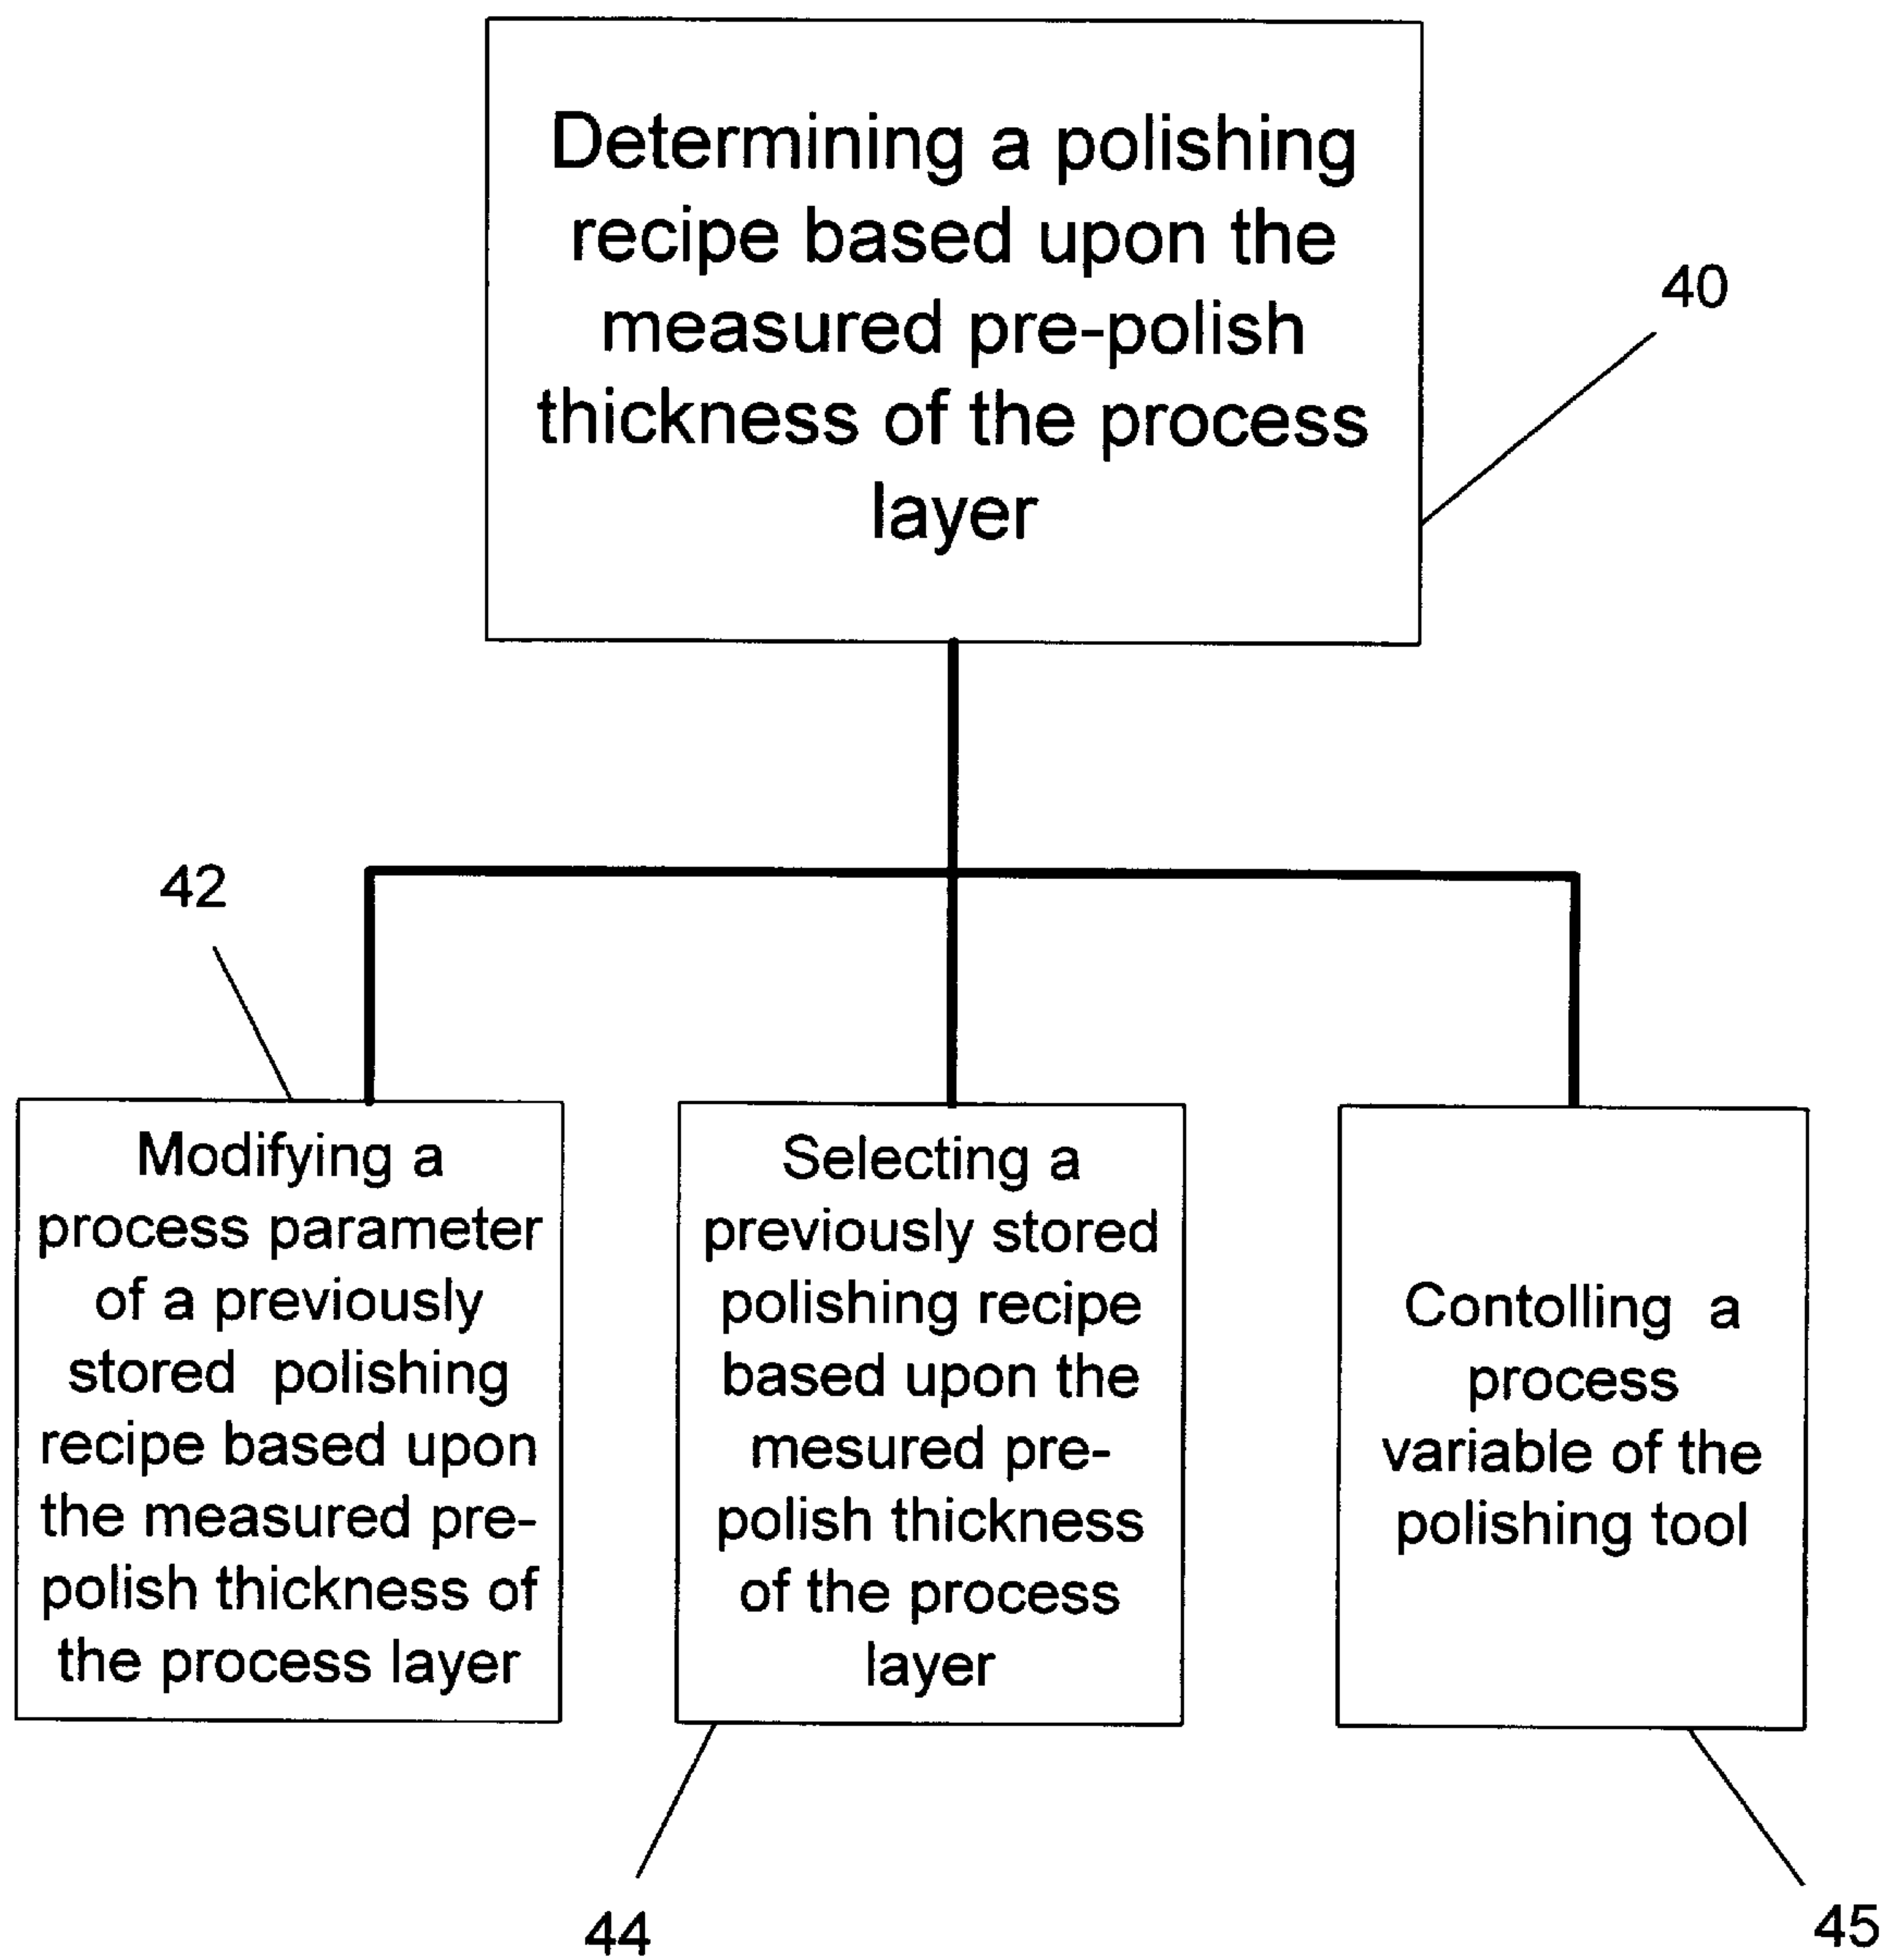 Determining a polishing
recipe based upon the
measured pre-polish
thickness of the process
layer
40
42
Modifying a
process parameter
of a previously
stored polishing
recipe based upon
the measured pre-
polish thickness of
the process layer
Selecting a
previously stored
polishing recipe
based upon the
mesured pre-
polish thickness
of the process
layer
Contolling a
process
variable of the
polishing tool
44
45